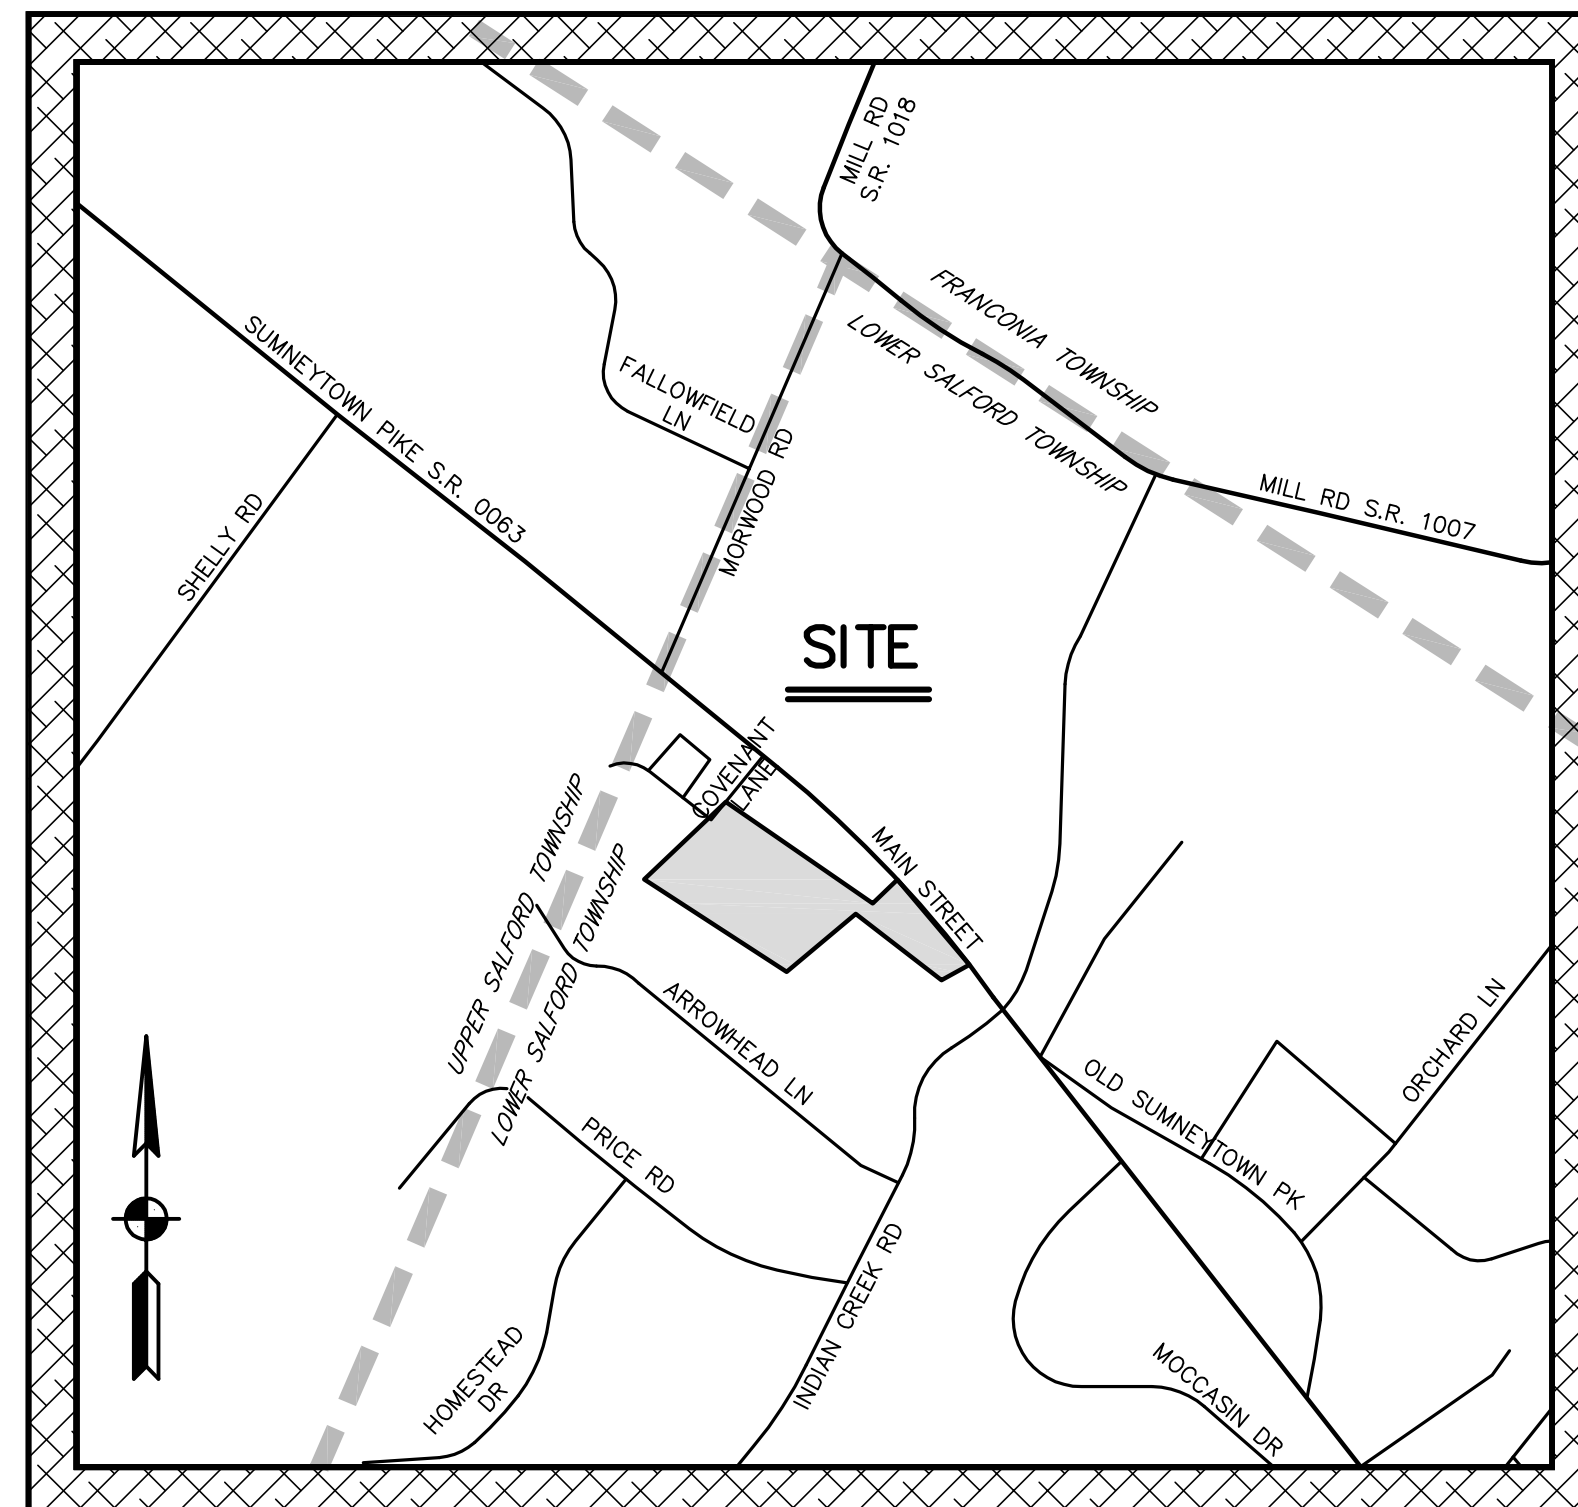 MILL RD
S.R. 1018
FRANCONIA TOWNSHIP
LOWER SALFORD TOWNSHIP
SUMNEYTOWN PIKE S.R. 0063
FALLOWFIELD
LN
MORWOOD RD
MILL RD S.R. 1007
SHELLY RD
SITE
COVENANT
LANE
MAIN STREET
UPPER SALFORD TOWNSHIP
LOWER SALFORD TOWNSHIP
ARROWHEAD LN
ORCHARD LN
OLD SUMNEYTOWN PK
PRICE RD
INDIAN CREEK RD
HOMESTEAD
DR
MOCCASIN DR